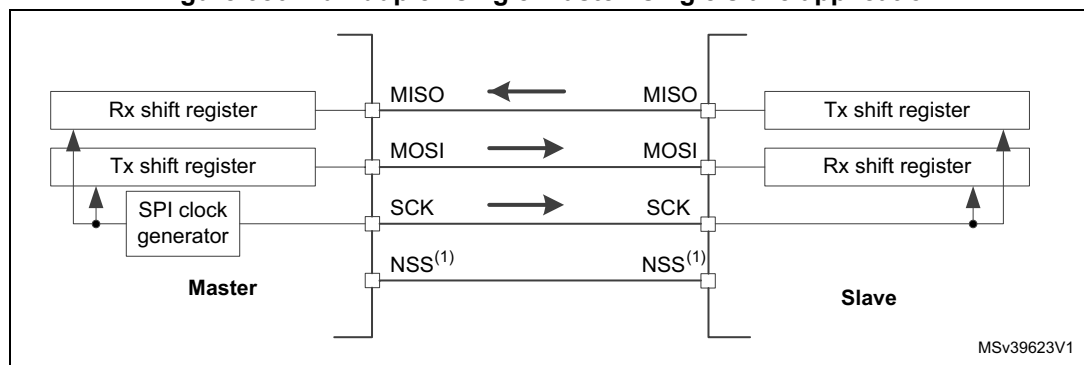 MISO MISO
Rx shift register Tx shift register
MOSI MOSI
Tx shift register Rx shift register
SPI clock
generator
SCK SCK
NSS(1) NSS(1)
Master Slave
MSv39623V1